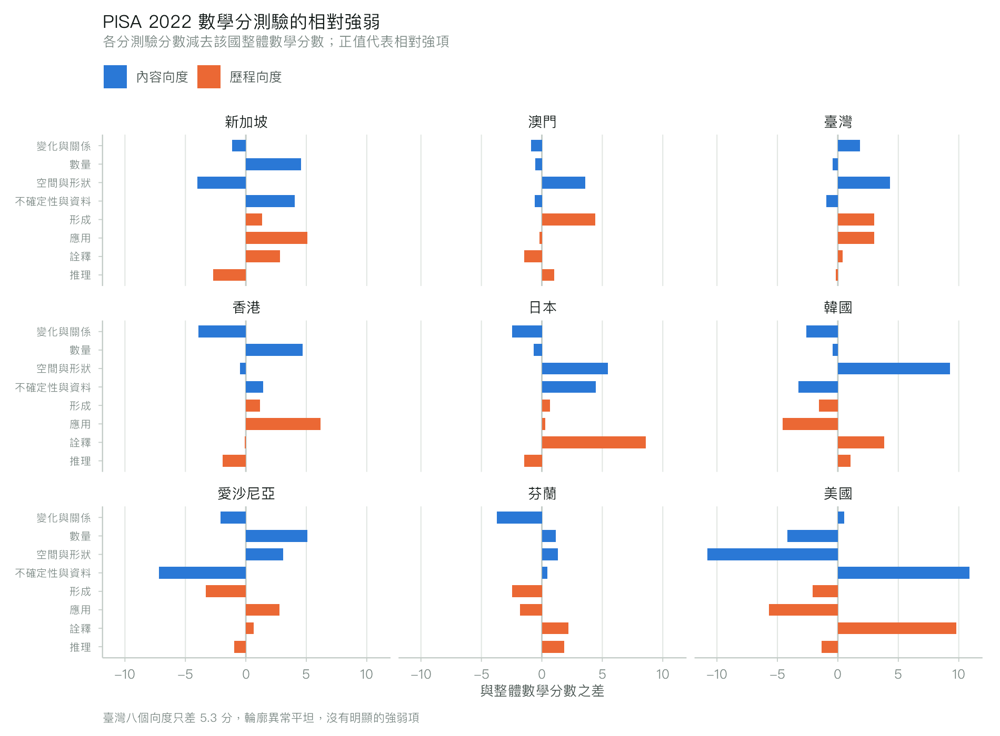 PISA 2022 數學分測驗的相對強弱
各分測驗分數減去該國整體數學分數；正值代表相對強項
內容向度 歷程向度
新加坡 澳門 臺灣
變化與關係
數量
空間與形狀
不確定性與資料
形成
應用
詮釋
推理
香港 日本 韓國
變化與關係
數量
空間與形狀
不確定性與資料
形成
應用
詮釋
推理
愛沙尼亞 芬蘭 美國
變化與關係
數量
空間與形狀
不確定性與資料
形成
應用
詮釋
推理
−10 −5 0 5 10 −10 −5 0 5 10 −10 −5 0 5 10
與整體數學分數之差
臺灣八個向度只差 5.3 分，輪廓異常平坦，沒有明顯的強弱項